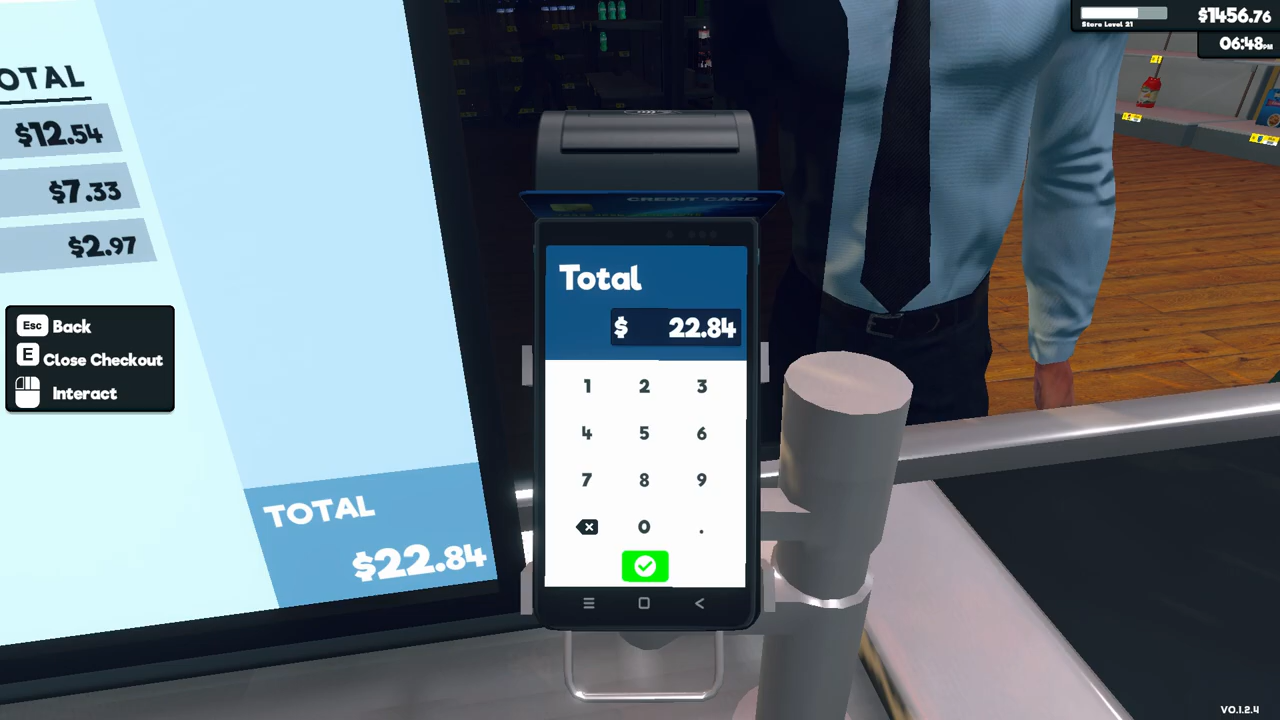 OTAL
$12.54
$7.33
$2.97
Esc Back
E Close Checkout
Interact
TOTAL
$22.84
CREDIT CARD
Total
$ 22.84
1 2 3
4 5 6
7 8 9
0 .
$1456.76
Store Level 21
06:48PM
V0.1.2.4